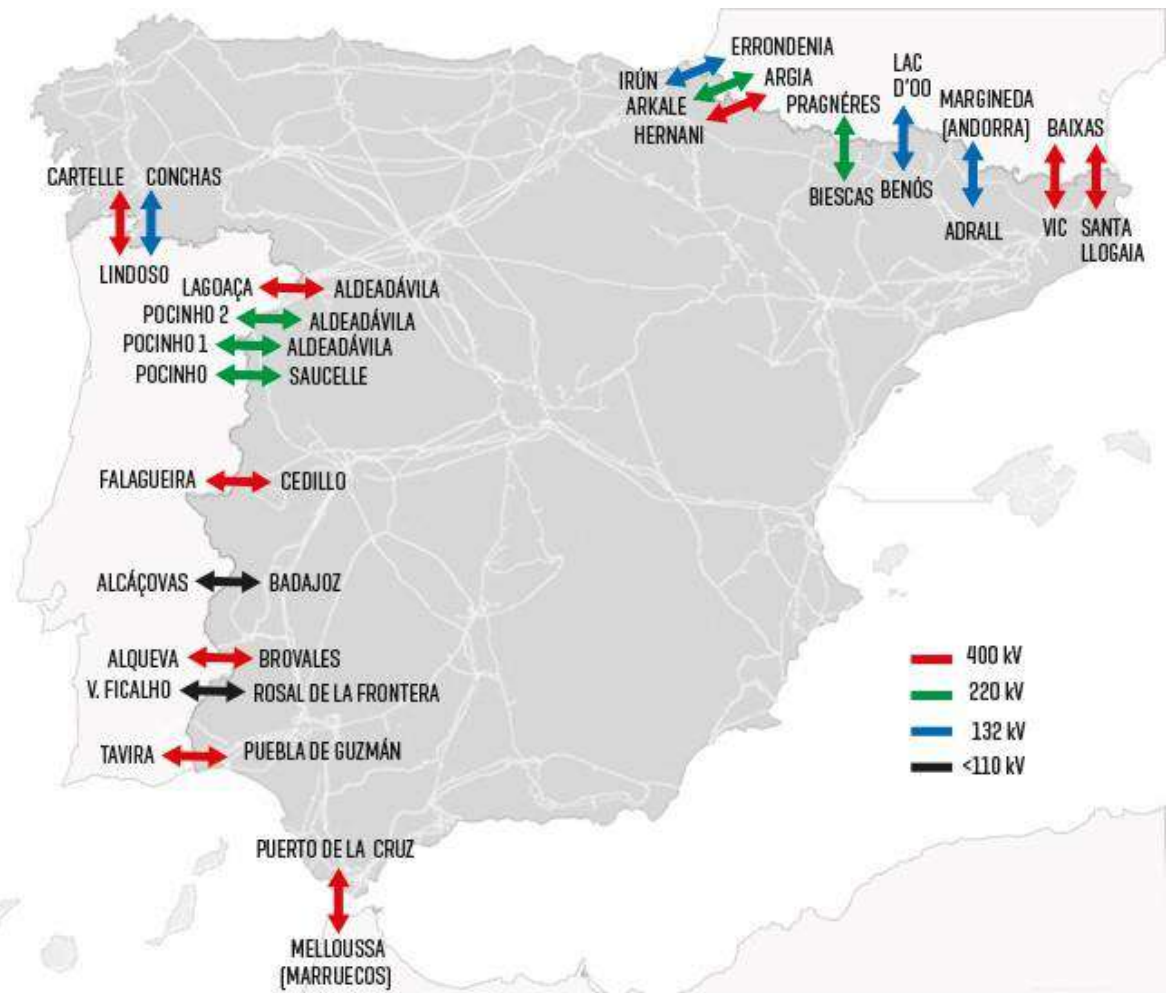 ERRONDENIA
IRÚN
ARGIA
ARKALE
HERNANI
PRAGNÉRES
BIESCAS
LAC
D'OO
BENÓS
MARGINEDA
(ANDORRA)
ADRALL
BAIXAS
VIC
SANTA
LLOGAIA
CARTELLE
CONCHAS
LINDOSO
LAGOAÇA
ALDEADÁVILA
POCINHO 2
ALDEADÁVILA
POCINHO 1
ALDEADÁVILA
POCINHO
SAUCELLE
FALAGUEIRA
CEDILLO
ALCÁÇOVAS
BADAJOZ
ALQUEVA
BROVALES
V. FICALHO
ROSAL DE LA FRONTERA
TAVIRA
PUEBLA DE GUZMÁN
PUERTO DE LA CRUZ
MELLOUSSA
(MARRUECOS)
400 kV
220 kV
132 kV
<110 kV